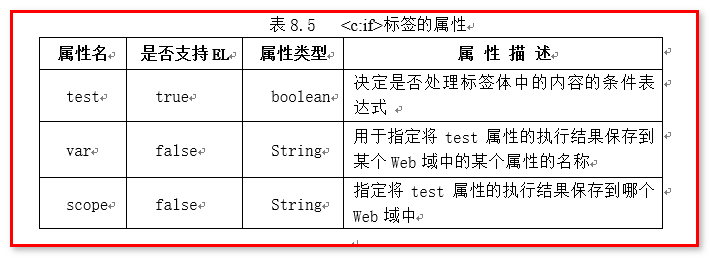 表 8.5 <c:if>标签的属性
属性名 是否支持EL 属性类型 属 性 描 述
test true boolean 决定是否处理标签体中的内容的条件表
达式
var false String 用于指定将 test 属性的执行结果保存到
某个 Web 域中的某个属性的名称
scope false String 指定将 test 属性的执行结果保存到哪个
Web 域中